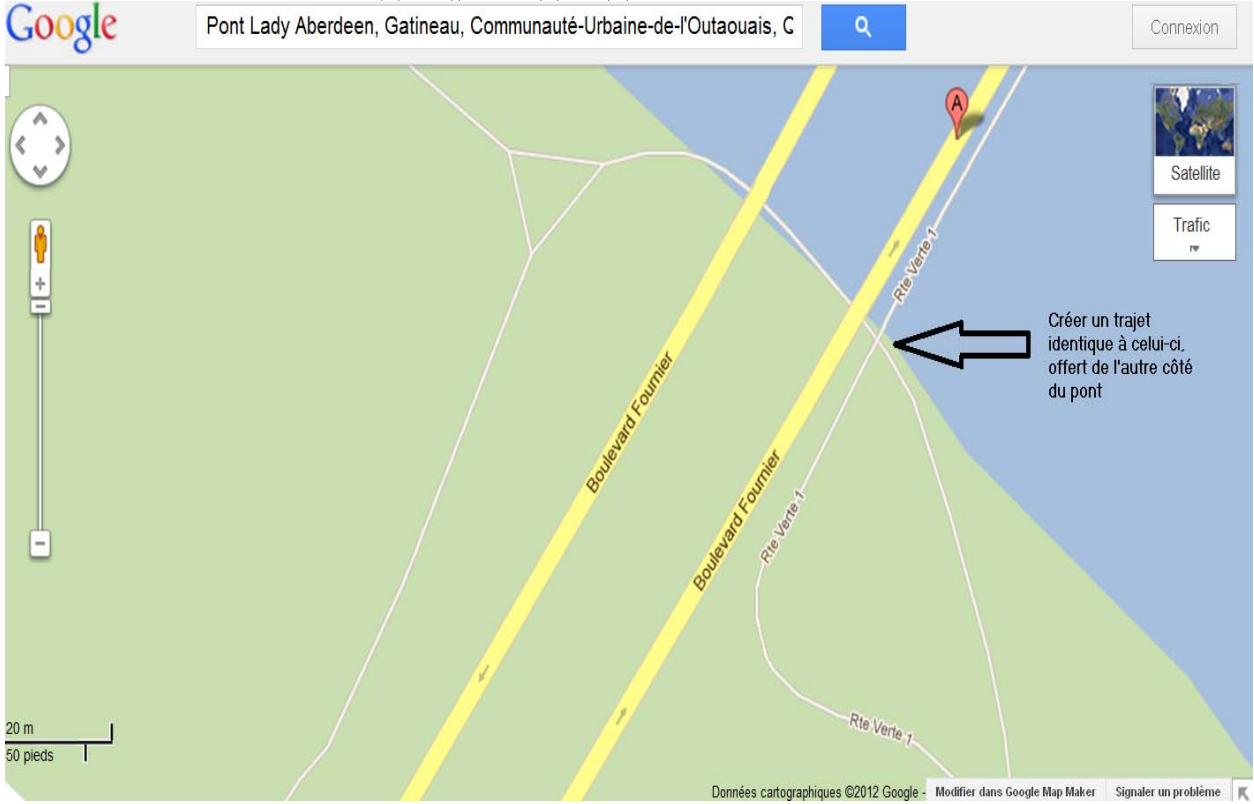 Google
Pont Lady Aberdeen, Gatineau, Communauté-Urbaine-de-l'Outaouais, Q
Connexion
A
Satellite
Trafic
Rte Verte 1
Créer un trajet
identique à celui-ci,
offert de l'autre côté
du pont
Boulevard Fournier
Boulevard Fournier
Rte Verte 1
Rte Verte 1
20 m
50 pieds
Données cartographiques ©2012 Google -
Modifier dans Google Map Maker
Signaler un problème